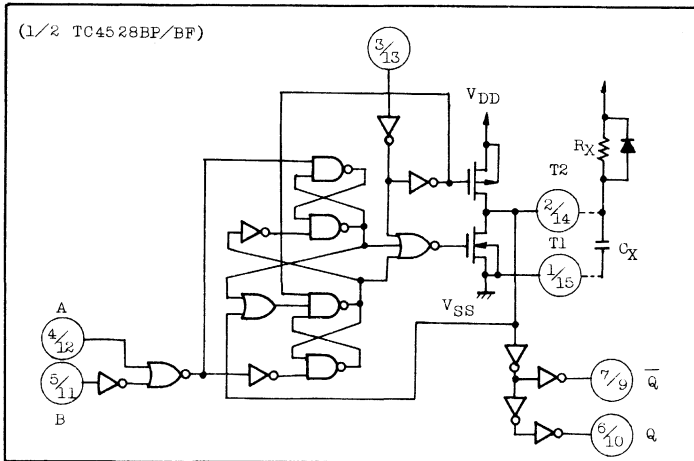 (1/2 TC4528BP/BF)
3/13
VDD
RX
T2
2/14
T1
CX
1/15
VSS
A
4/12
5/11
B
7/9 Q̅
6/10 Q